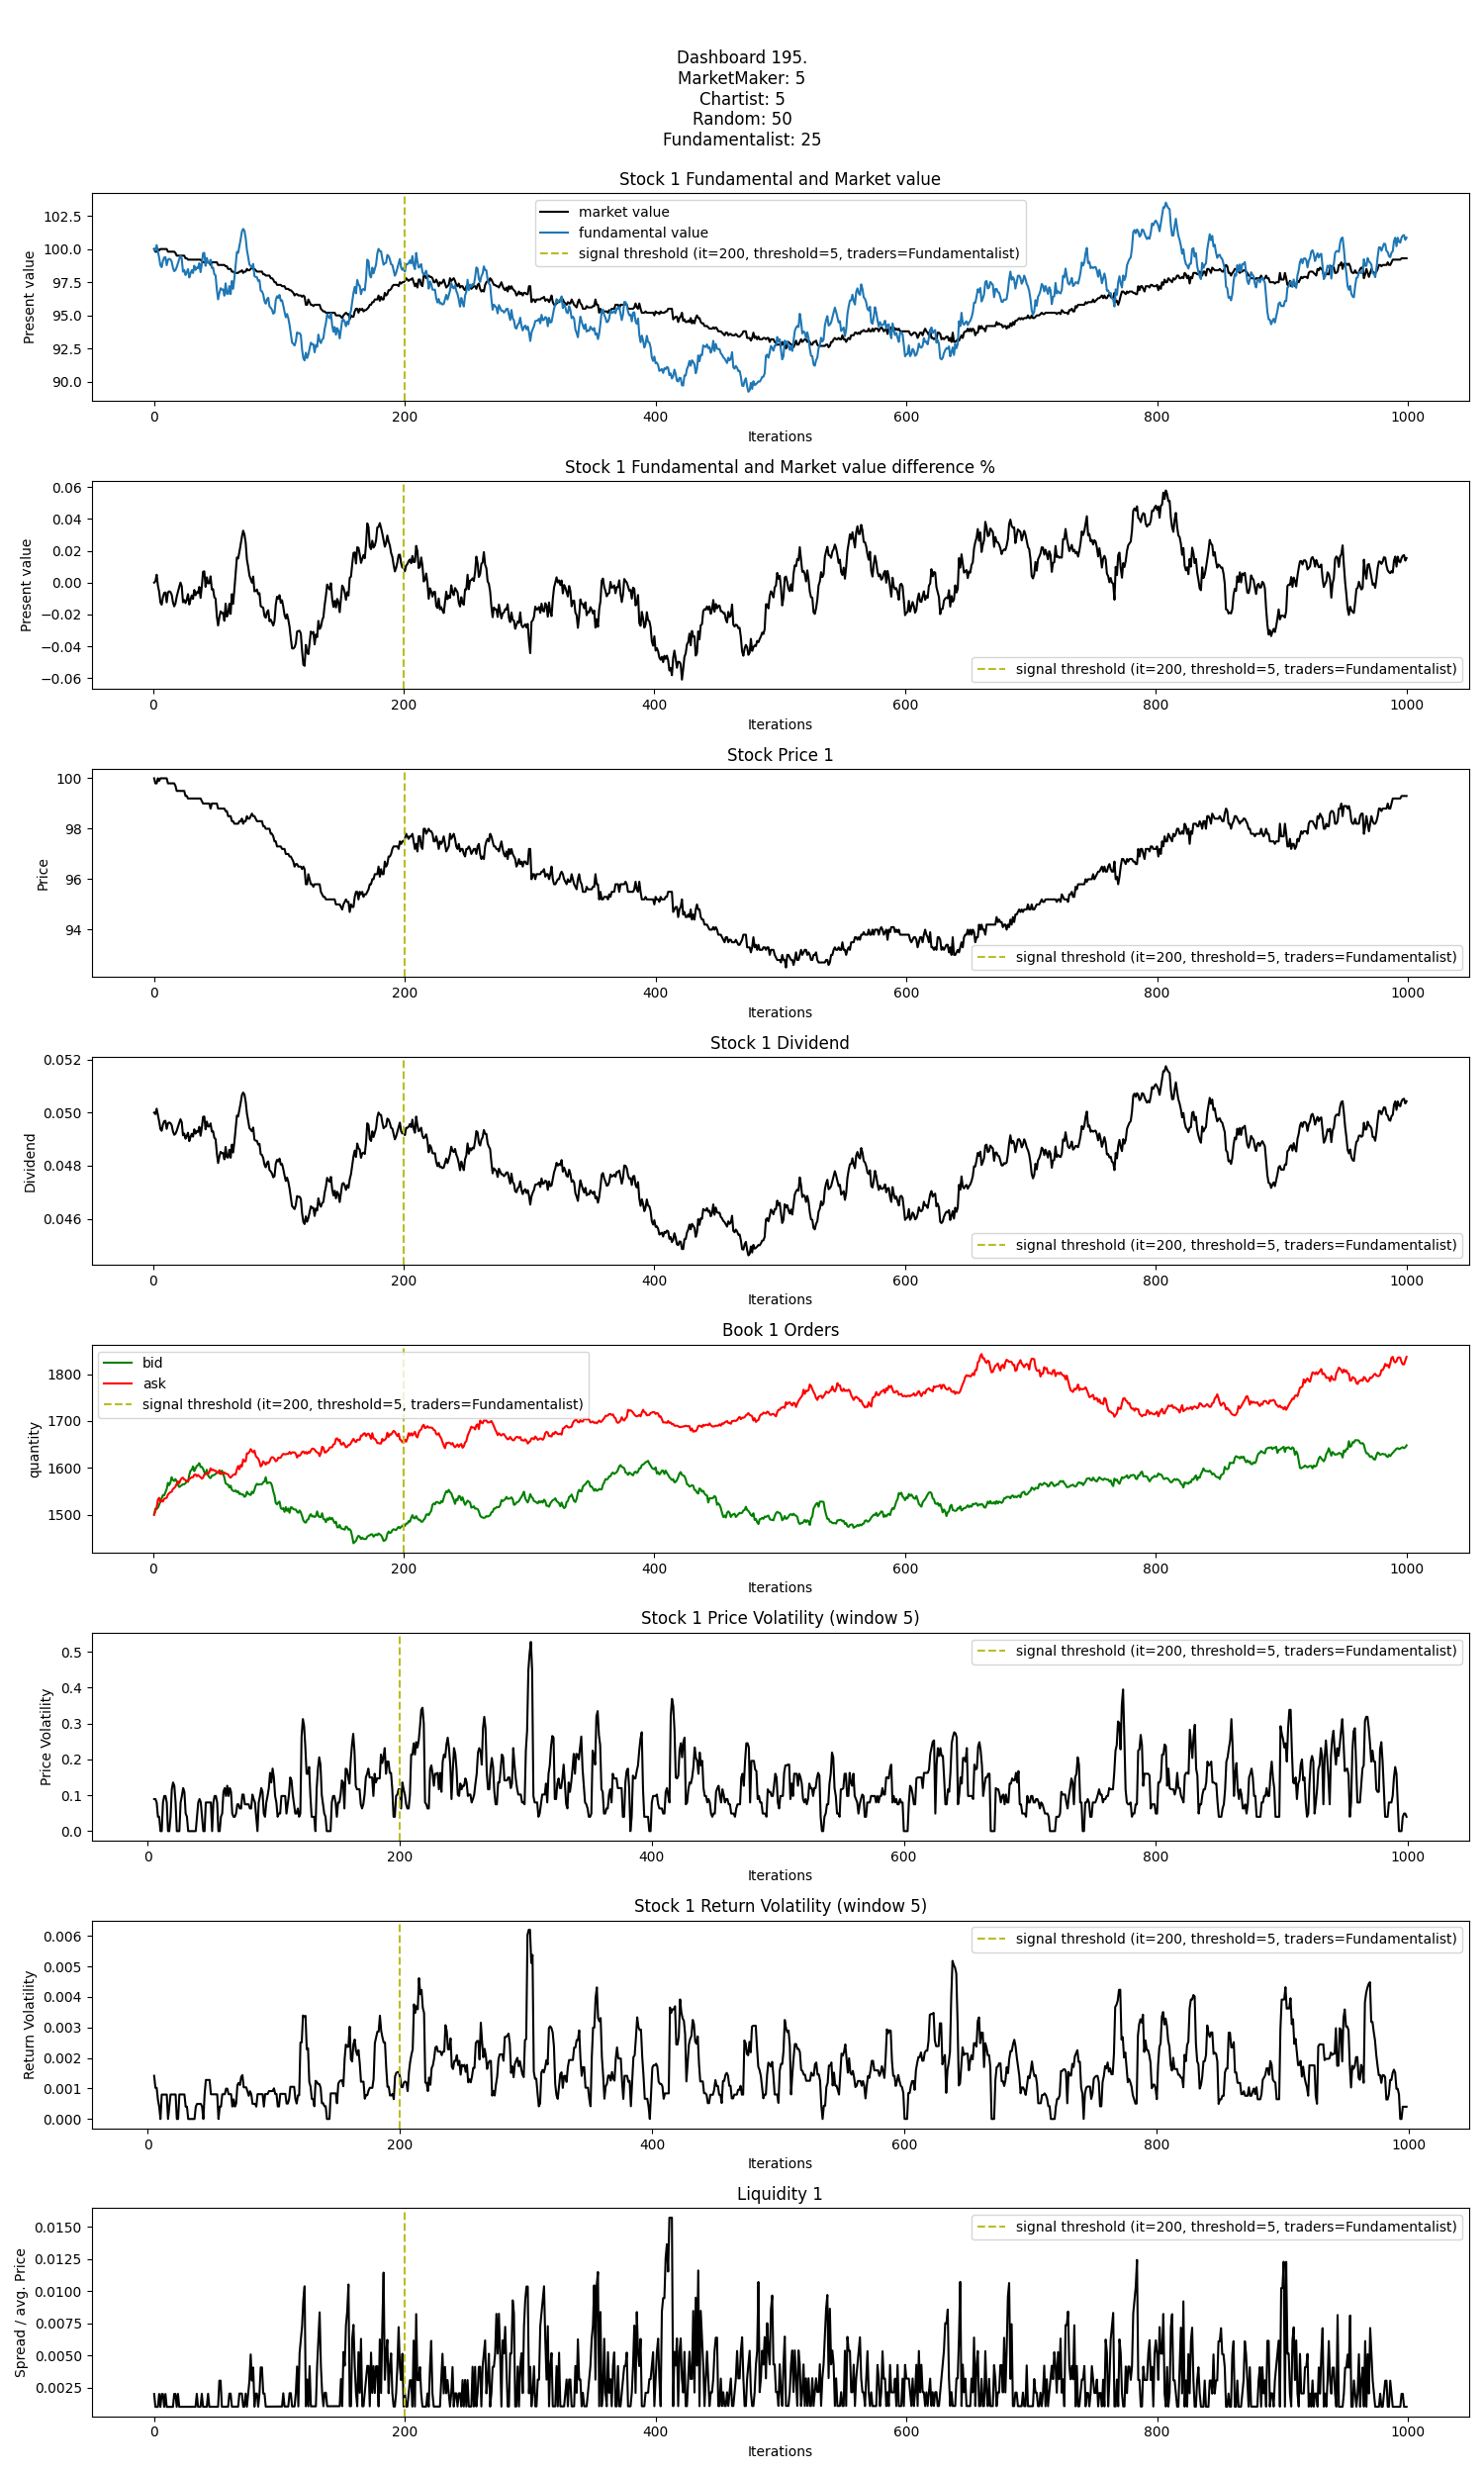 Dashboard 195.
MarketMaker: 5
Chartist: 5
Random: 50
Fundamentalist: 25
Stock 1 Fundamental and Market value
Present value
102.5
100.0
97.5
95.0
92.5
90.0
market value
fundamental value
signal threshold (it=200, threshold=5, traders=Fundamentalist)
0 200 400 600 800 1000
Iterations
Stock 1 Fundamental and Market value difference %
Present value
0.06
0.04
0.02
0.00
−0.02
−0.04
−0.06
signal threshold (it=200, threshold=5, traders=Fundamentalist)
0 200 400 600 800 1000
Iterations
Stock Price 1
Price
100
98
96
94
signal threshold (it=200, threshold=5, traders=Fundamentalist)
0 200 400 600 800 1000
Iterations
Stock 1 Dividend
Dividend
0.052
0.050
0.048
0.046
signal threshold (it=200, threshold=5, traders=Fundamentalist)
0 200 400 600 800 1000
Iterations
Book 1 Orders
quantity
1800
1700
1600
1500
bid
ask
signal threshold (it=200, threshold=5, traders=Fundamentalist)
0 200 400 600 800 1000
Iterations
Stock 1 Price Volatility (window 5)
Price Volatility
0.5
0.4
0.3
0.2
0.1
0.0
signal threshold (it=200, threshold=5, traders=Fundamentalist)
0 200 400 600 800 1000
Iterations
Stock 1 Return Volatility (window 5)
Return Volatility
0.006
0.005
0.004
0.003
0.002
0.001
0.000
signal threshold (it=200, threshold=5, traders=Fundamentalist)
0 200 400 600 800 1000
Iterations
Liquidity 1
Spread / avg. Price
0.0150
0.0125
0.0100
0.0075
0.0050
0.0025
signal threshold (it=200, threshold=5, traders=Fundamentalist)
0 200 400 600 800 1000
Iterations